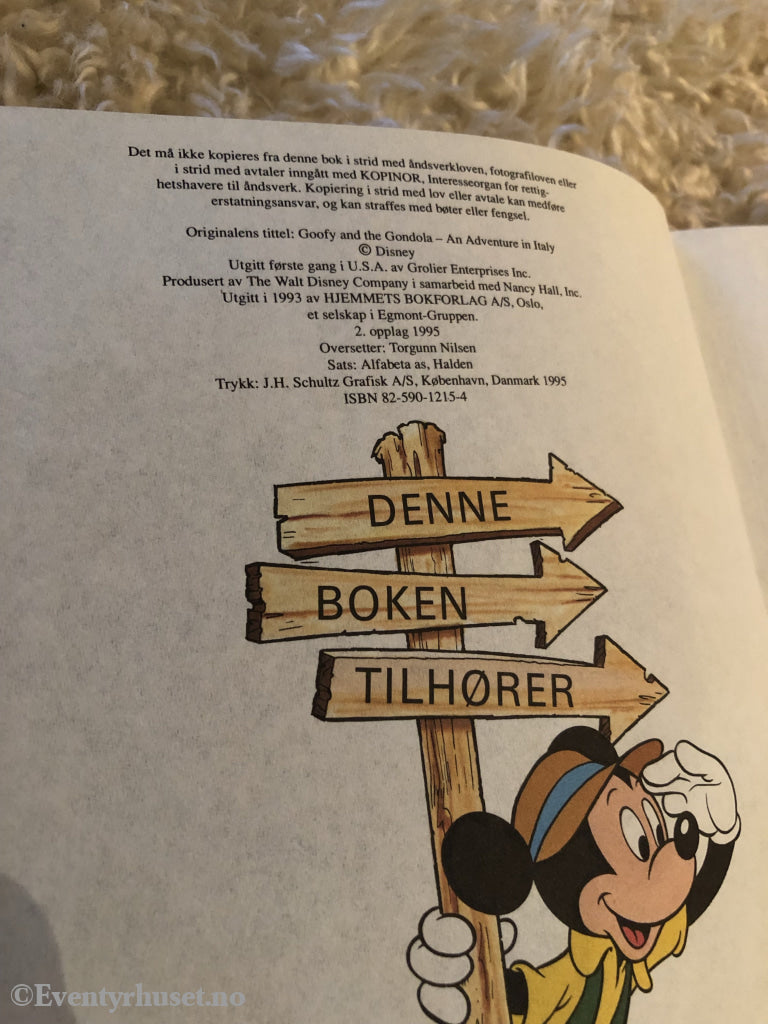 Det må ikke kopieres fra denne bok i strid med åndsverkloven, fotografiloven eller
i strid med avtaler inngått med KOPINOR, Interesseorgan for rettig-
hetshavere til åndsverk. Kopiering i strid med lov eller avtale kan medføre
erstatningsansvar, og kan straffes med bøter eller fengsel.
Originalens tittel: Goofy and the Gondola – An Adventure in Italy
© Disney
Utgitt første gang i U.S.A. av Grolier Enterprises Inc.
Produsert av The Walt Disney Company i samarbeid med Nancy Hall, Inc.
Utgitt i 1993 av HJEMMETS BOKFORLAG A/S, Oslo,
et selskap i Egmont-Gruppen.
2. opplag 1995
Oversetter: Torgunn Nilsen
Sats: Alfabeta as, Halden
Trykk: J.H. Schultz Grafisk A/S, København, Danmark 1995
ISBN 82-590-1215-4
DENNE
BOKEN
TILHØRER
©Eventyrhuset.no